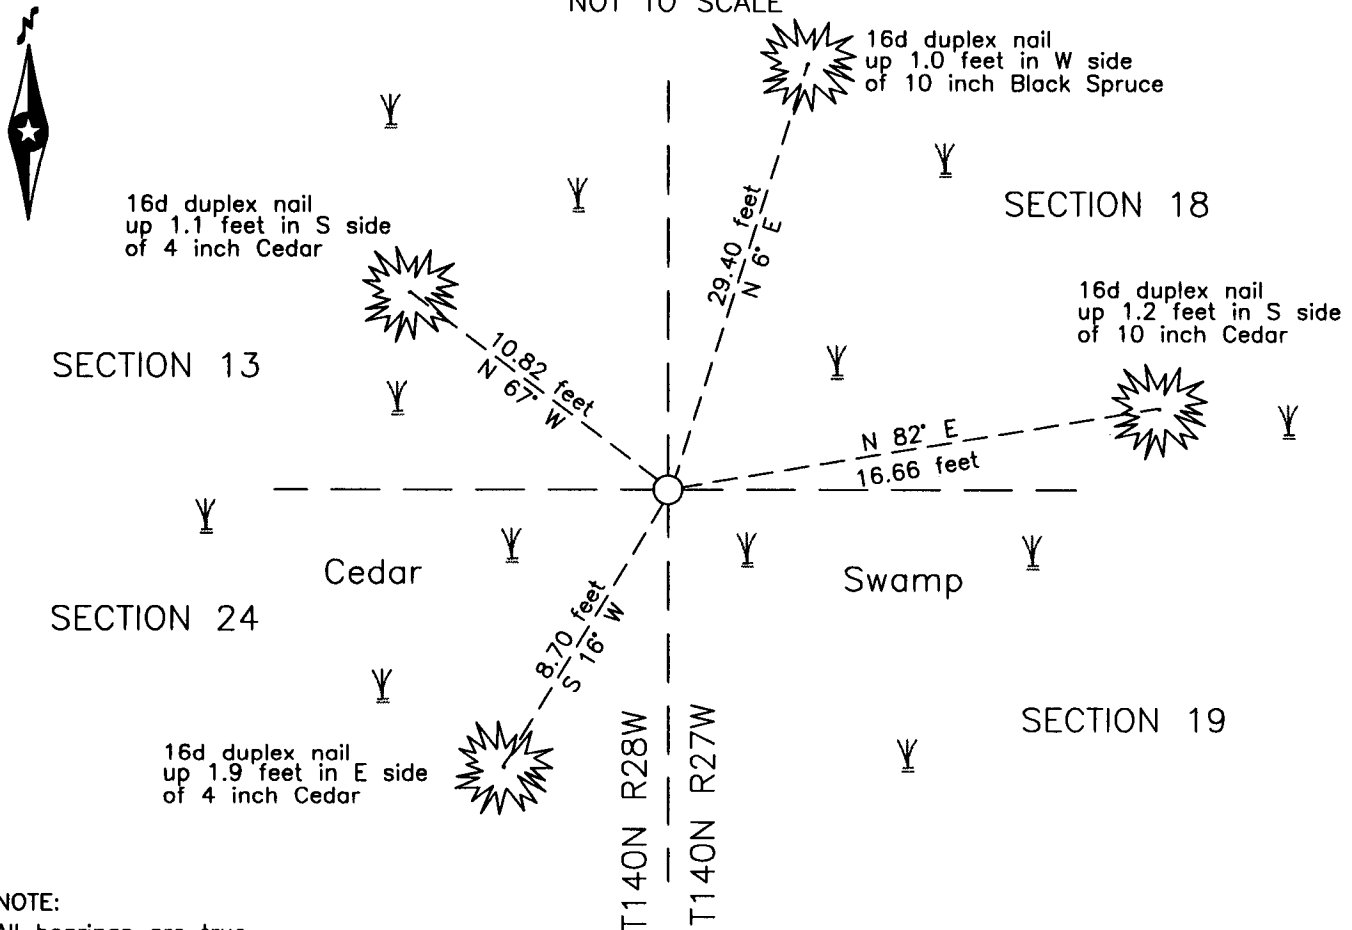 NOT TO SCALE
N
16d duplex nail
up 1.0 feet in W side
of 10 inch Black Spruce
16d duplex nail
up 1.1 feet in S side
of 4 inch Cedar
SECTION 18
29.40 feet
N 6° E
16d duplex nail
up 1.2 feet in S side
of 10 inch Cedar
SECTION 13
10.82 feet
N 67° W
N 82° E
16.66 feet
Cedar
Swamp
SECTION 24
8.70 feet
S 16° W
SECTION 19
16d duplex nail
up 1.9 feet in E side
of 4 inch Cedar
T140N R28W
T140N R27W
NOTE:
All bearings are true